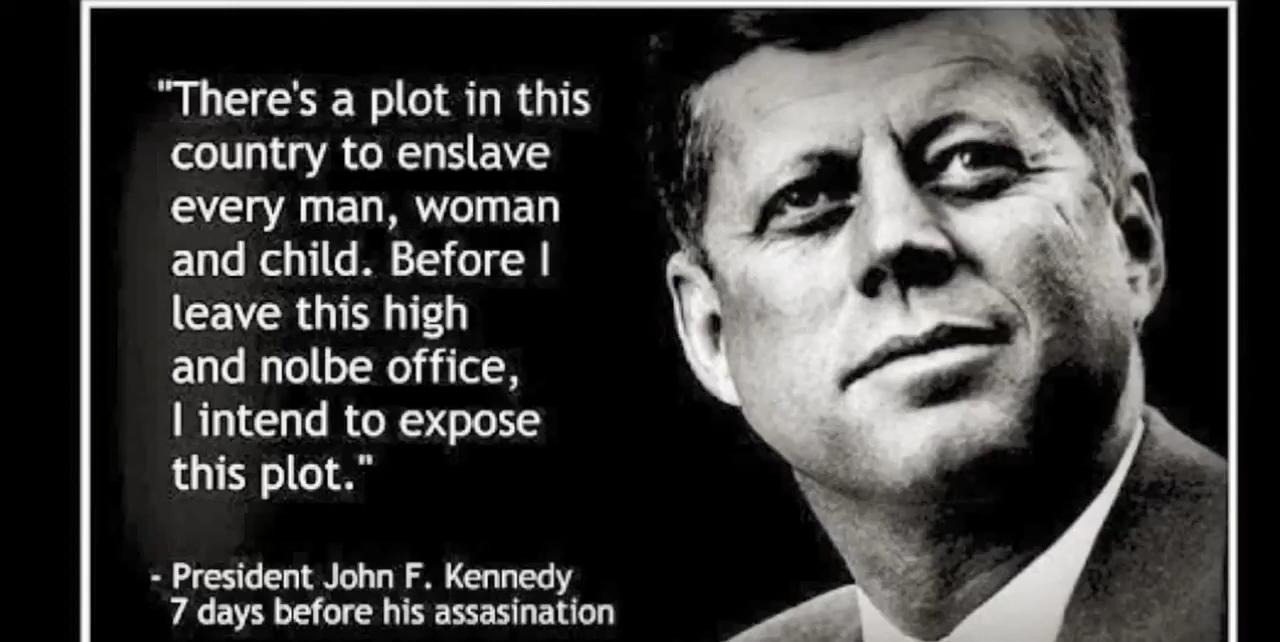 "There's a plot in this
country to enslave
every man, woman
and child. Before I
leave this high
and nolbe office,
I intend to expose
this plot."
- President John F. Kennedy
7 days before his assasination